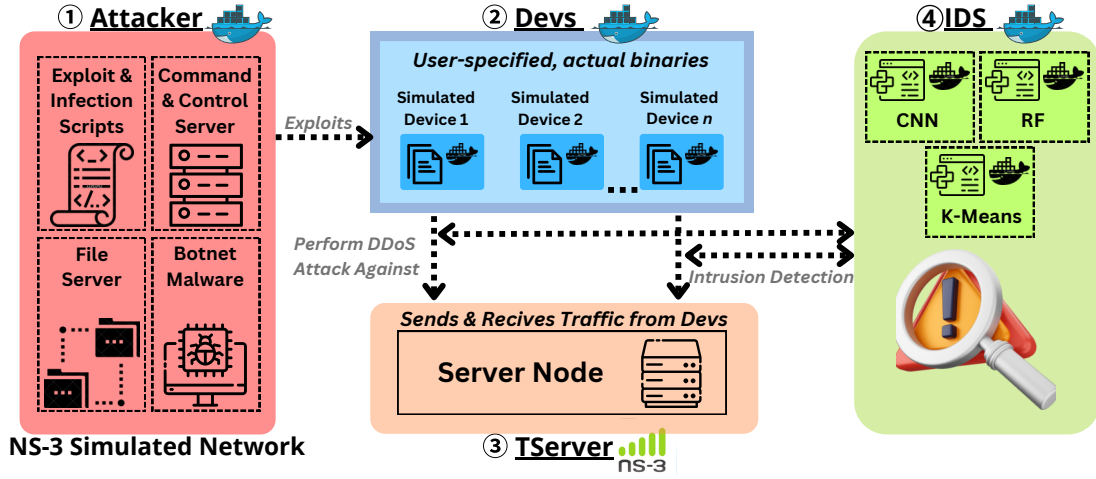 ① Attacker
Exploit &
Infection
Scripts
Command
& Control
Server
File
Server
Botnet
Malware
NS-3 Simulated Network
Exploits
② Devs
User-specified, actual binaries
Simulated
Device 1
Simulated
Device 2
...
Simulated
Device n
Perform DDoS
Attack Against
Intrusion Detection
Sends & Recives Traffic from Devs
Server Node
③ TServer
NS-3
④ IDS
CNN
RF
K-Means